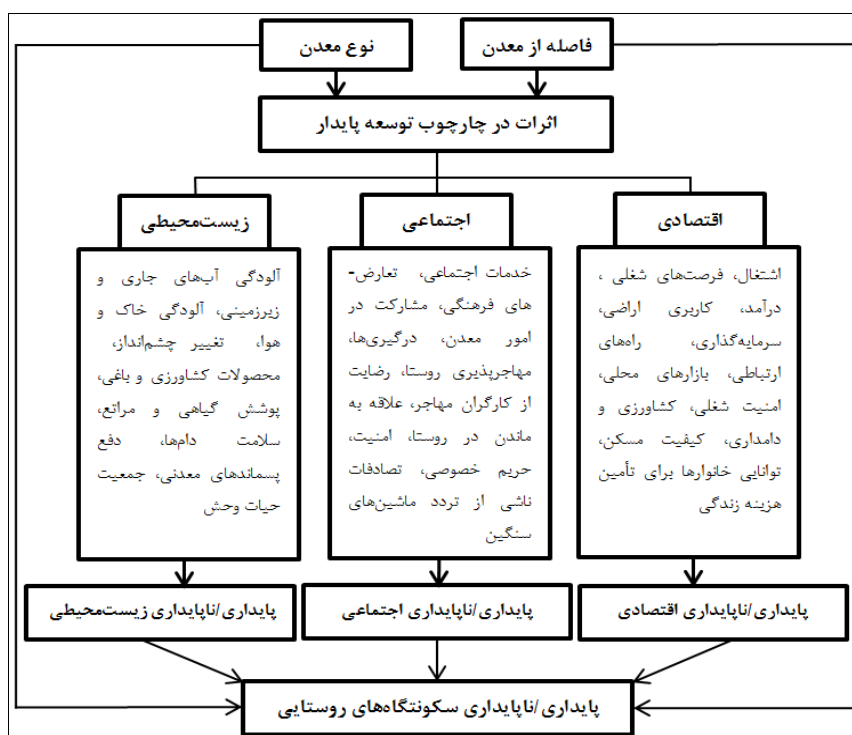 فاصله از معدن
نوع معدن
اثرات در چارچوب توسعه پایدار
اقتصادی
اشتغال، فرصت‌های شغلی ،
درآمد، کاربری اراضی،
سرمایه‌گذاری، راه‌های
ارتباطی، بازارهای محلی،
امنیت شغلی، کشاورزی و
دامداری، کیفیت مسکن،
توانایی خانوارها برای تأمین
هزینه زندگی
اجتماعی
خدمات اجتماعی، تعارض-
های فرهنگی، مشارکت در
امور معدن، درگیری‌ها،
مهاجرپذیری روستا، رضایت
از کارگران مهاجر، علاقه به
ماندن در روستا، امنیت،
حریم خصوصی، تصادفات
ناشی از تردد ماشین‌های
سنگین
زیست‌محیطی
آلودگی آب‌های جاری و
زیرزمینی، آلودگی خاک و
هوا، تغییر چشم‌انداز،
محصولات کشاورزی و باغی،
پوشش گیاهی و مراتع،
سلامت دام‌ها، دفع
پسماندهای معدنی، جمعیت
حیات وحش
پایداری/ناپایداری اقتصادی
پایداری/ناپایداری اجتماعی
پایداری/ناپایداری زیست‌محیطی
پایداری/ناپایداری سکونتگاه‌های روستایی